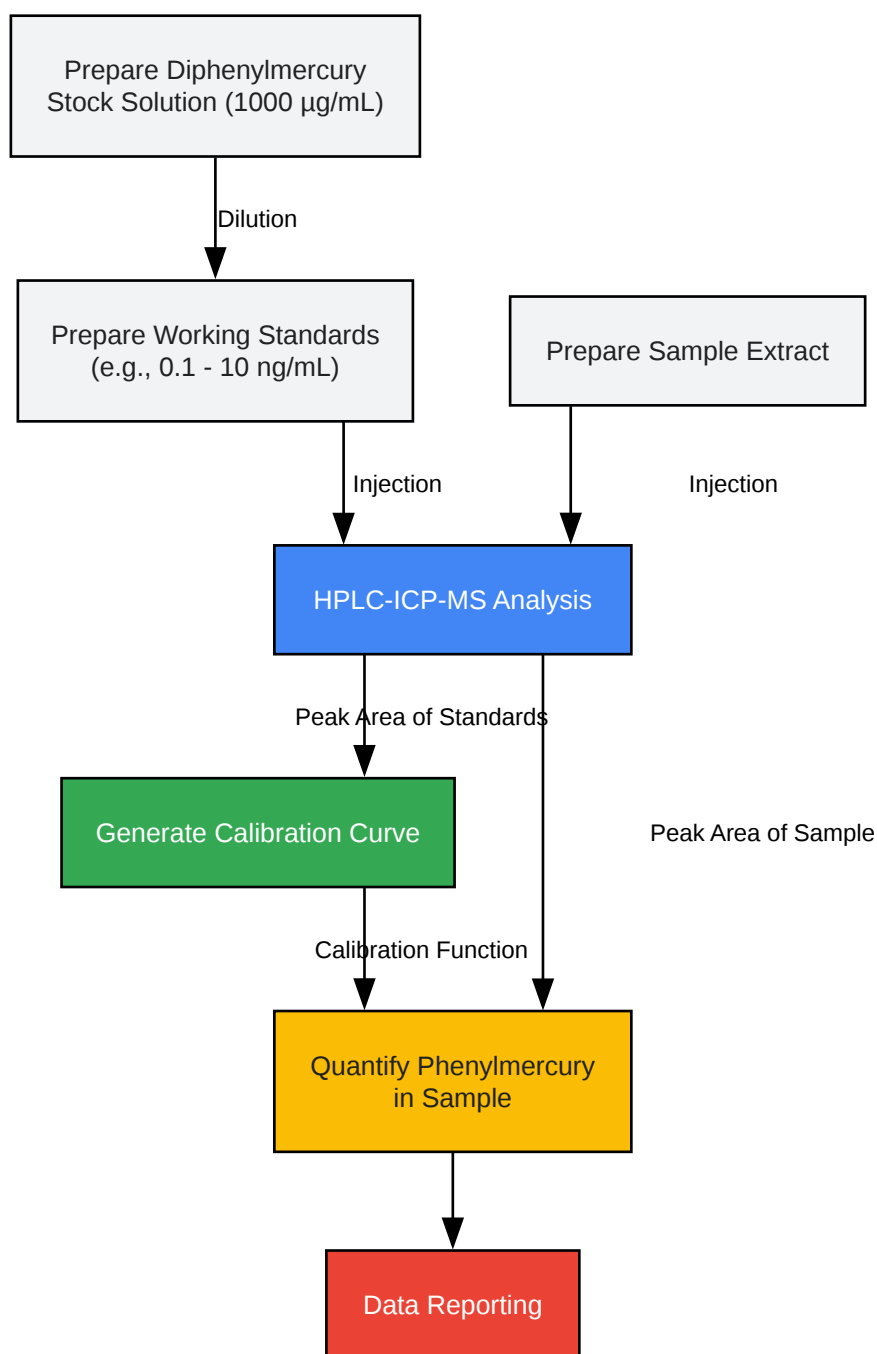 Prepare Diphenylmercury
Stock Solution (1000 µg/mL)
Dilution
Prepare Working Standards
(e.g., 0.1 - 10 ng/mL)
Prepare Sample Extract
Injection
Injection
HPLC-ICP-MS Analysis
Peak Area of Standards
Generate Calibration Curve
Peak Area of Sample
Calibration Function
Quantify Phenylmercury
in Sample
Data Reporting